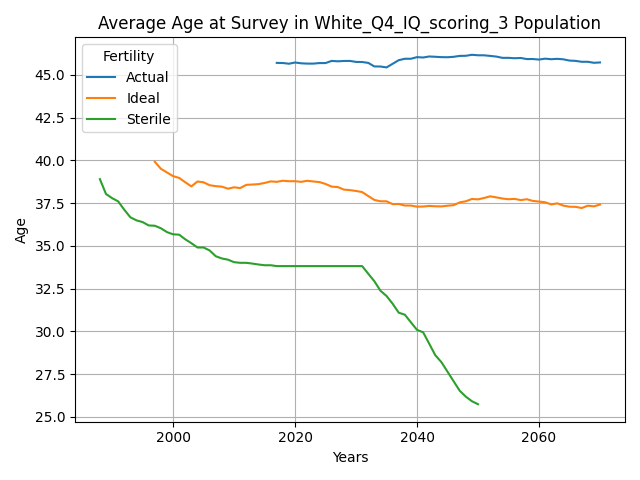 Average Age at Survey in White_Q4_IQ_scoring_3 Population
Fertility
Actual
Ideal
Sterile
45.0
42.5
40.0
37.5
35.0
32.5
30.0
27.5
25.0
Age
2000
2020
2040
2060
Years